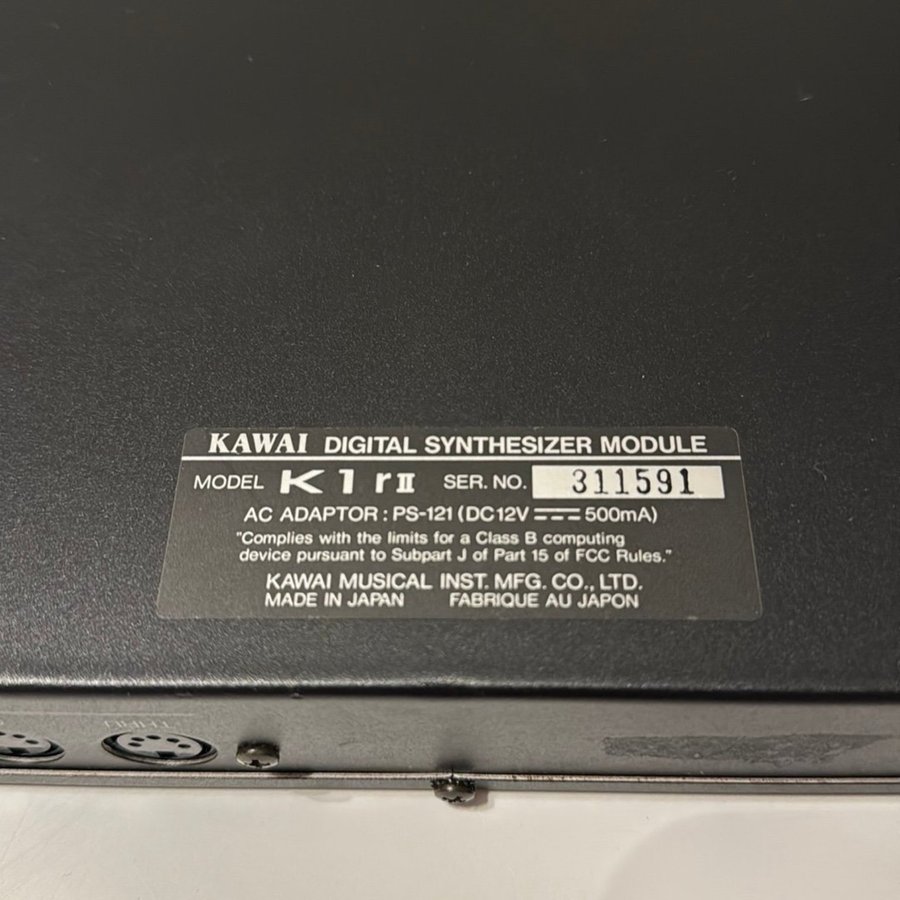 KAWAI DIGITAL SYNTHESIZER MODULE
MODEL K1rII SER. NO. 311591
AC ADAPTOR : PS-121 (DC12V ⎓ 500mA)
"Complies with the limits for a Class B computing
device pursuant to Subpart J of Part 15 of FCC Rules."
KAWAI MUSICAL INST. MFG. CO., LTD.
MADE IN JAPAN FABRIQUE AU JAPON
THRU